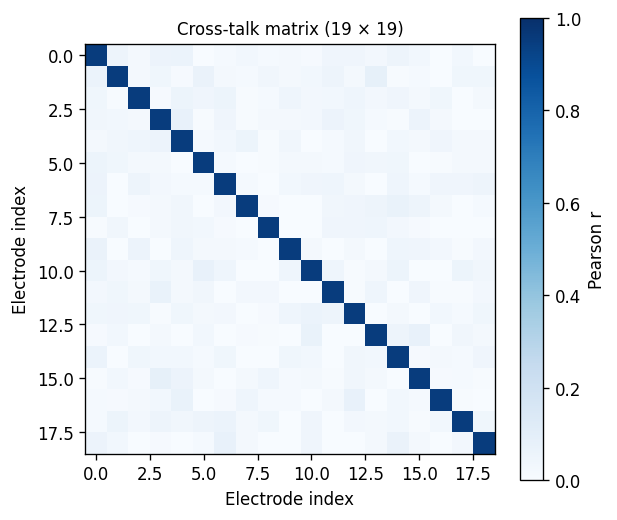 Cross-talk matrix (19 × 19)
Electrode index
0.0
2.5
5.0
7.5
10.0
12.5
15.0
17.5
0.0 2.5 5.0 7.5 10.0 12.5 15.0 17.5
Electrode index
1.0
0.8
0.6
0.4
0.2
0.0
Pearson r